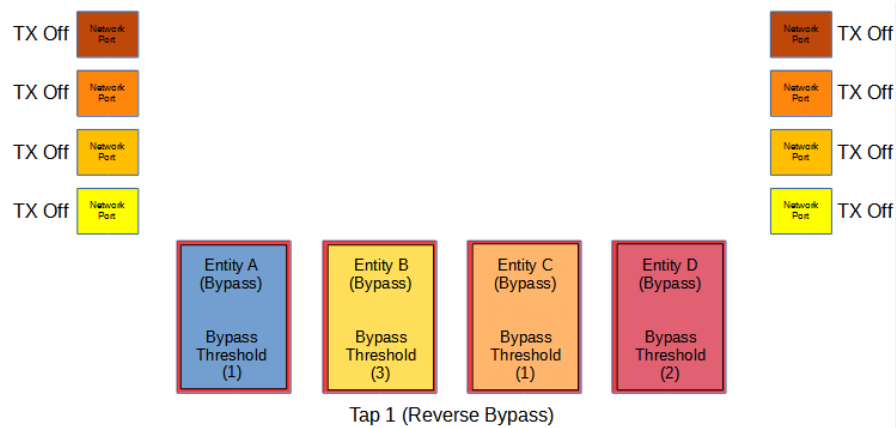 TX Off
Network
Port
Network
Port
TX Off
TX Off
Network
Port
Network
Port
TX Off
TX Off
Network
Port
Network
Port
TX Off
TX Off
Network
Port
Network
Port
TX Off
Entity A
(Bypass)
Bypass
Threshold
(1)
Entity B
(Bypass)
Bypass
Threshold
(3)
Entity C
(Bypass)
Bypass
Threshold
(1)
Entity D
(Bypass)
Bypass
Threshold
(2)
Tap 1 (Reverse Bypass)